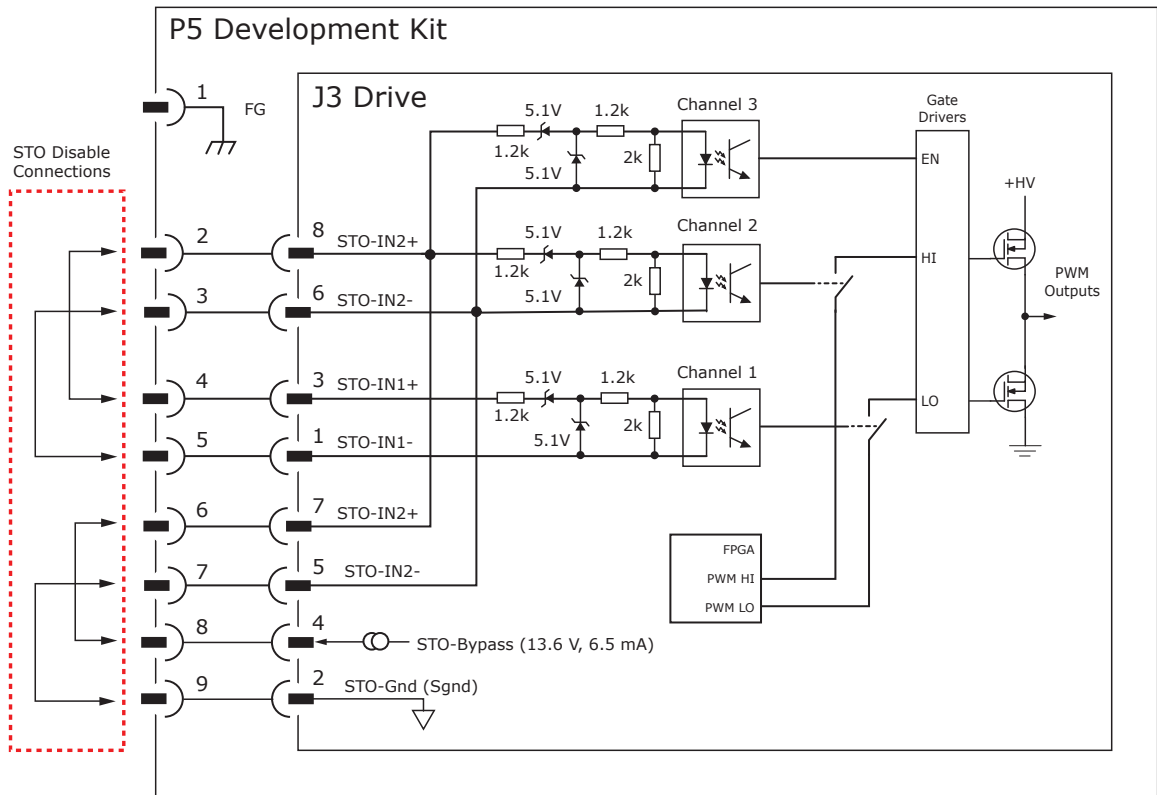 P5 Development Kit
1
FG
J3 Drive
STO Disable
Connections
5.1V
1.2k
Channel 3
1.2k
2k
5.1V
Gate
Drivers
EN
+HV
2
8
STO-IN2+
5.1V
1.2k
Channel 2
1.2k
2k
5.1V
HI
PWM
Outputs
3
6
STO-IN2-
4
3
STO-IN1+
5.1V
1.2k
Channel 1
1.2k
2k
5.1V
LO
5
1
STO-IN1-
6
7
STO-IN2+
FPGA
PWM HI
PWM LO
7
5
STO-IN2-
8
4
STO-Bypass (13.6 V, 6.5 mA)
9
2
STO-Gnd (Sgnd)